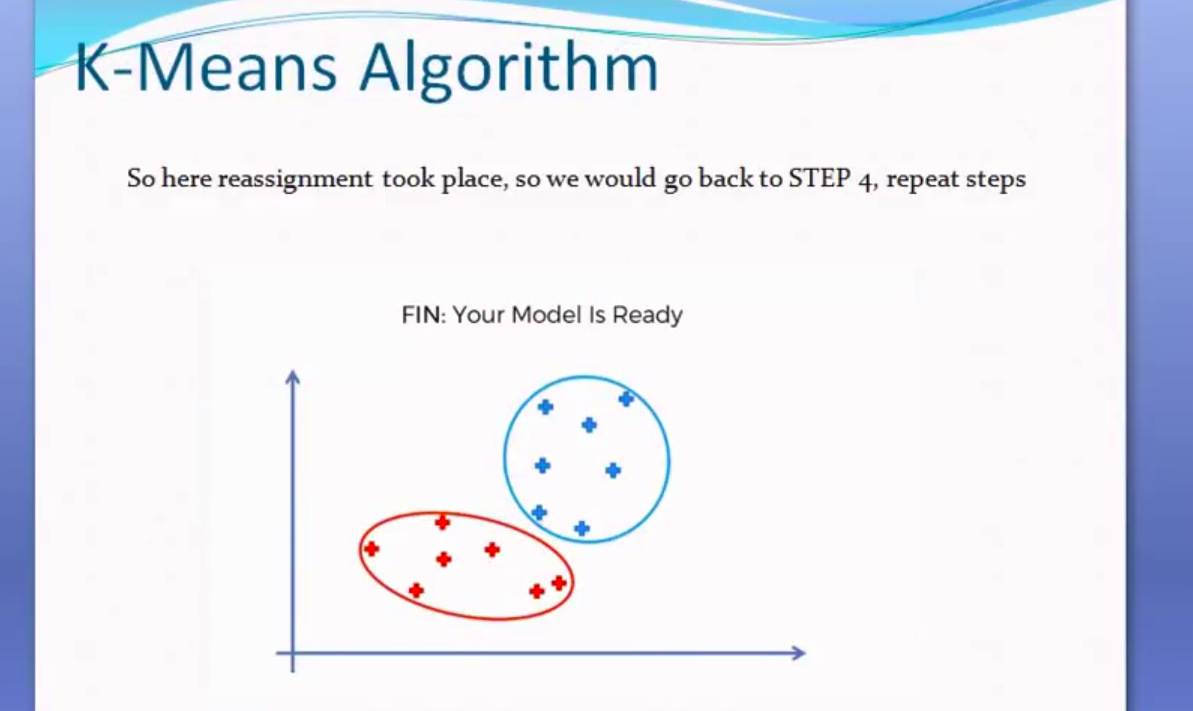 K-Means Algorithm
So here reassignment took place, so we would go back to STEP 4, repeat steps
FIN: Your Model Is Ready